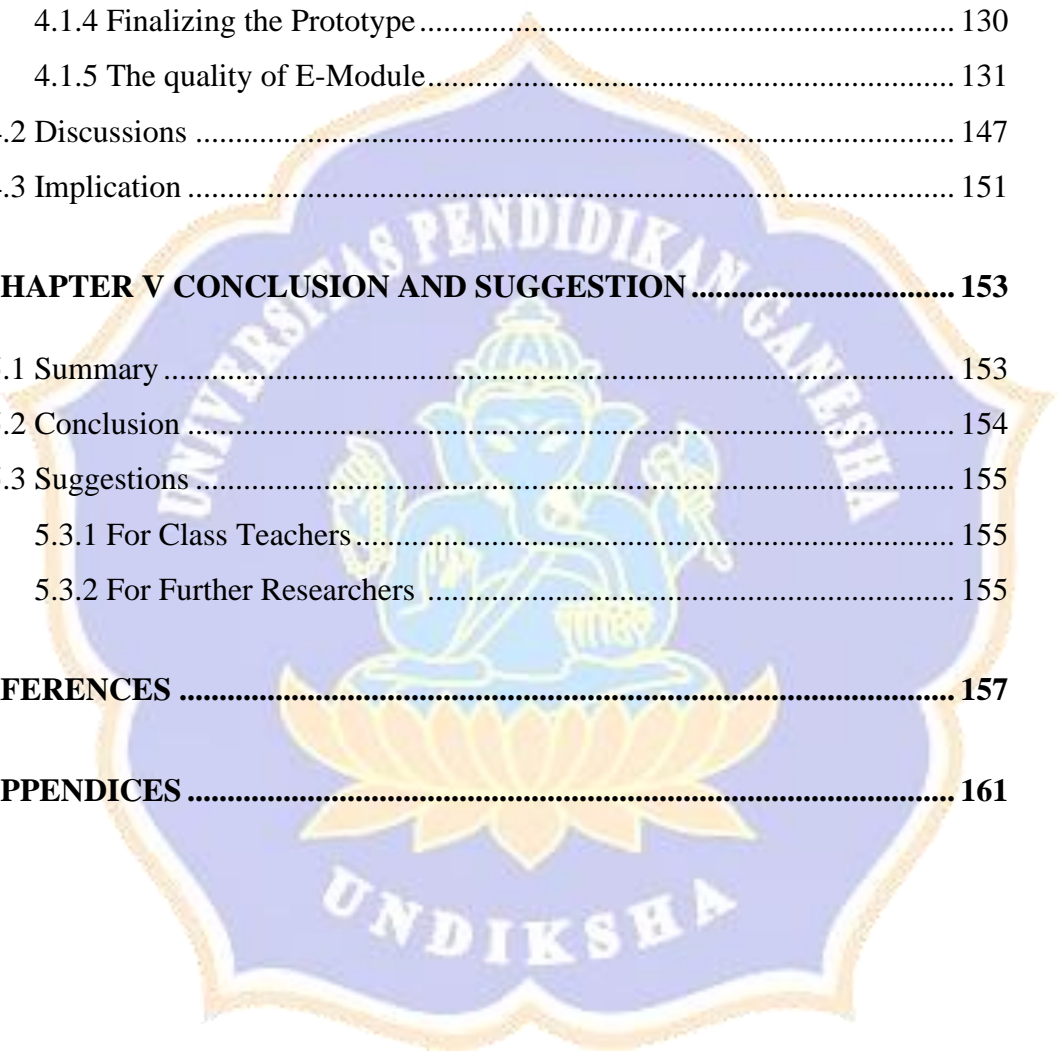 4.1.4 Finalizing the Prototype ........................................................................ 130
4.1.5 The quality of E-Module ....................................................................... 131
.2 Discussions ...................................................................................................... 147
.3 Implication ....................................................................................................... 151
UNIVERSITAS PENDIDIKAN GANESHA
HAPTER V CONCLUSION AND SUGGESTION ................................... 153
.1 Summary .......................................................................................................... 153
.2 Conclusion ....................................................................................................... 154
.3 Suggestions ...................................................................................................... 155
5.3.1 For Class Teachers ................................................................................ 155
5.3.2 For Further Researchers ....................................................................... 155
FERENCES ........................................................................................................ 157
PPENDICES ....................................................................................................... 161
UNDIKSHA